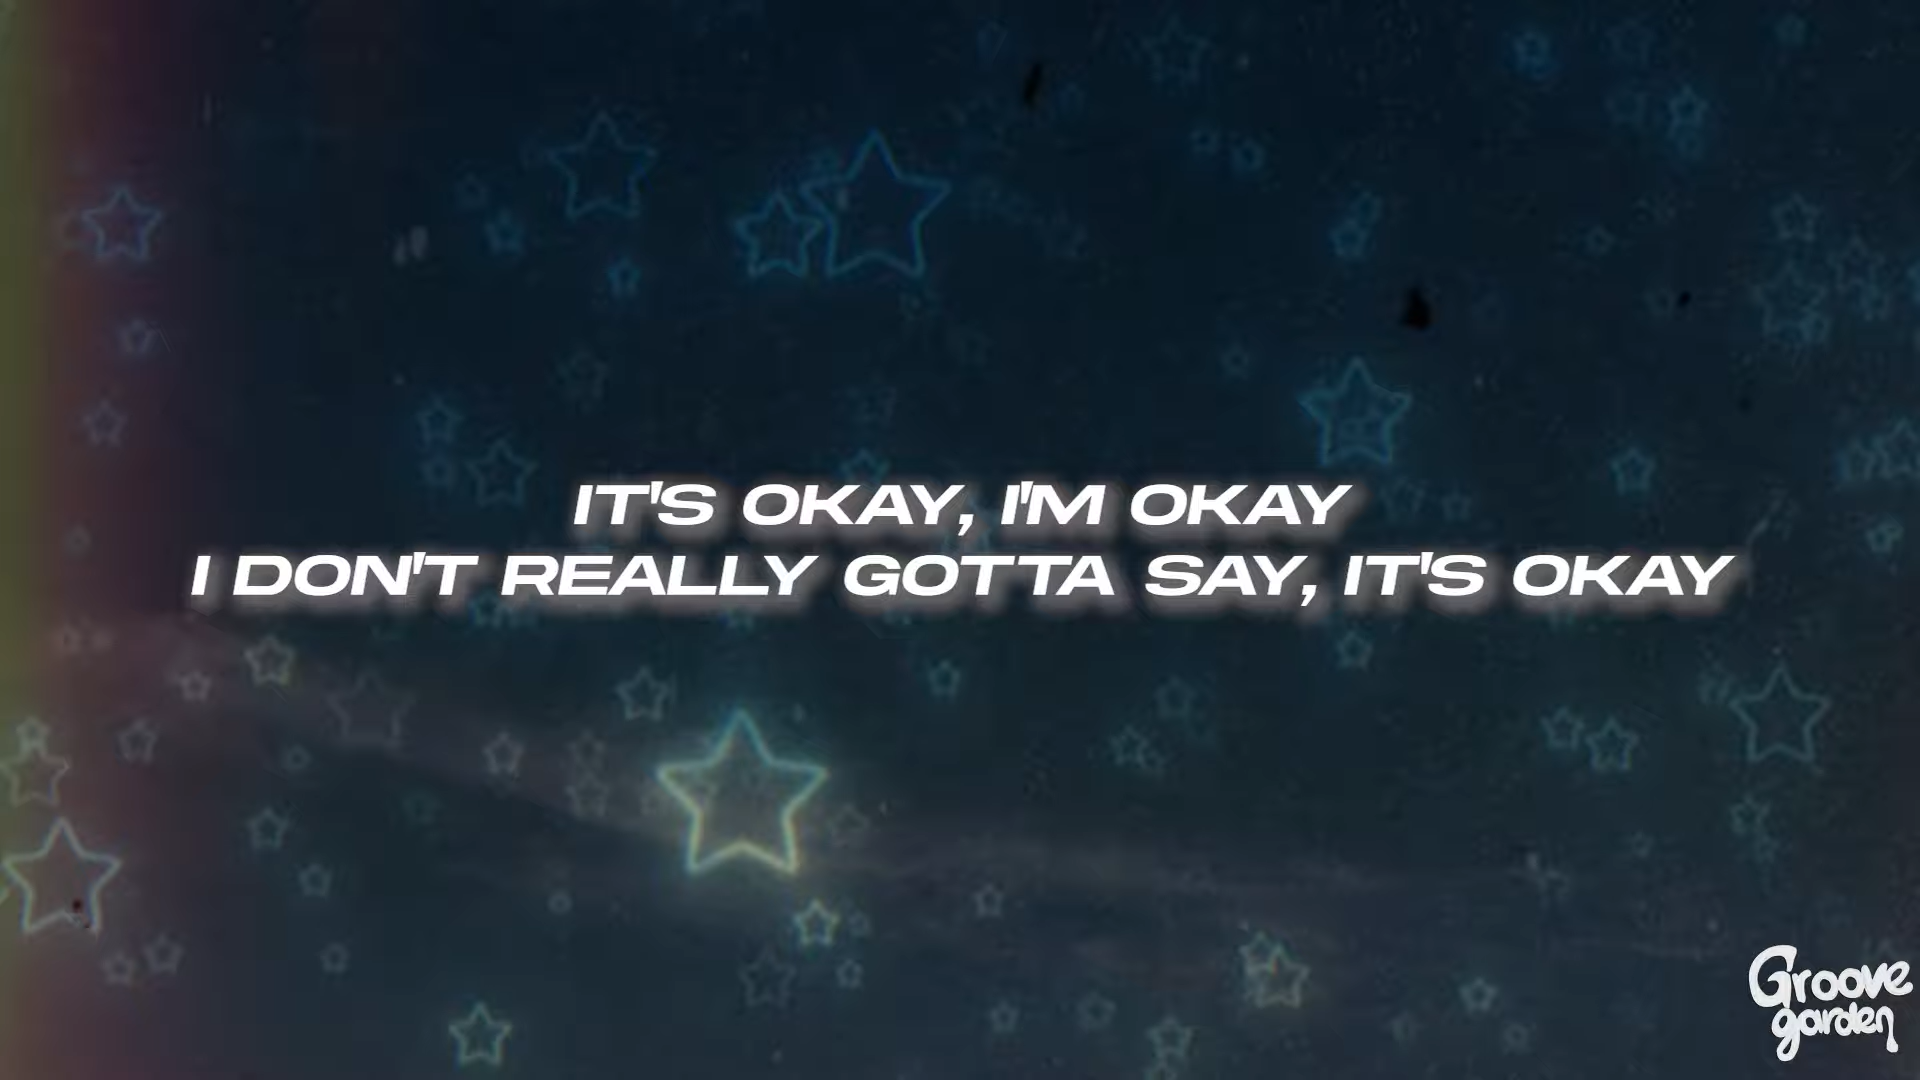 IT'S OKAY, I'M OKAY
I DON'T REALLY GOTTA SAY, IT'S OKAY
Groove
garden